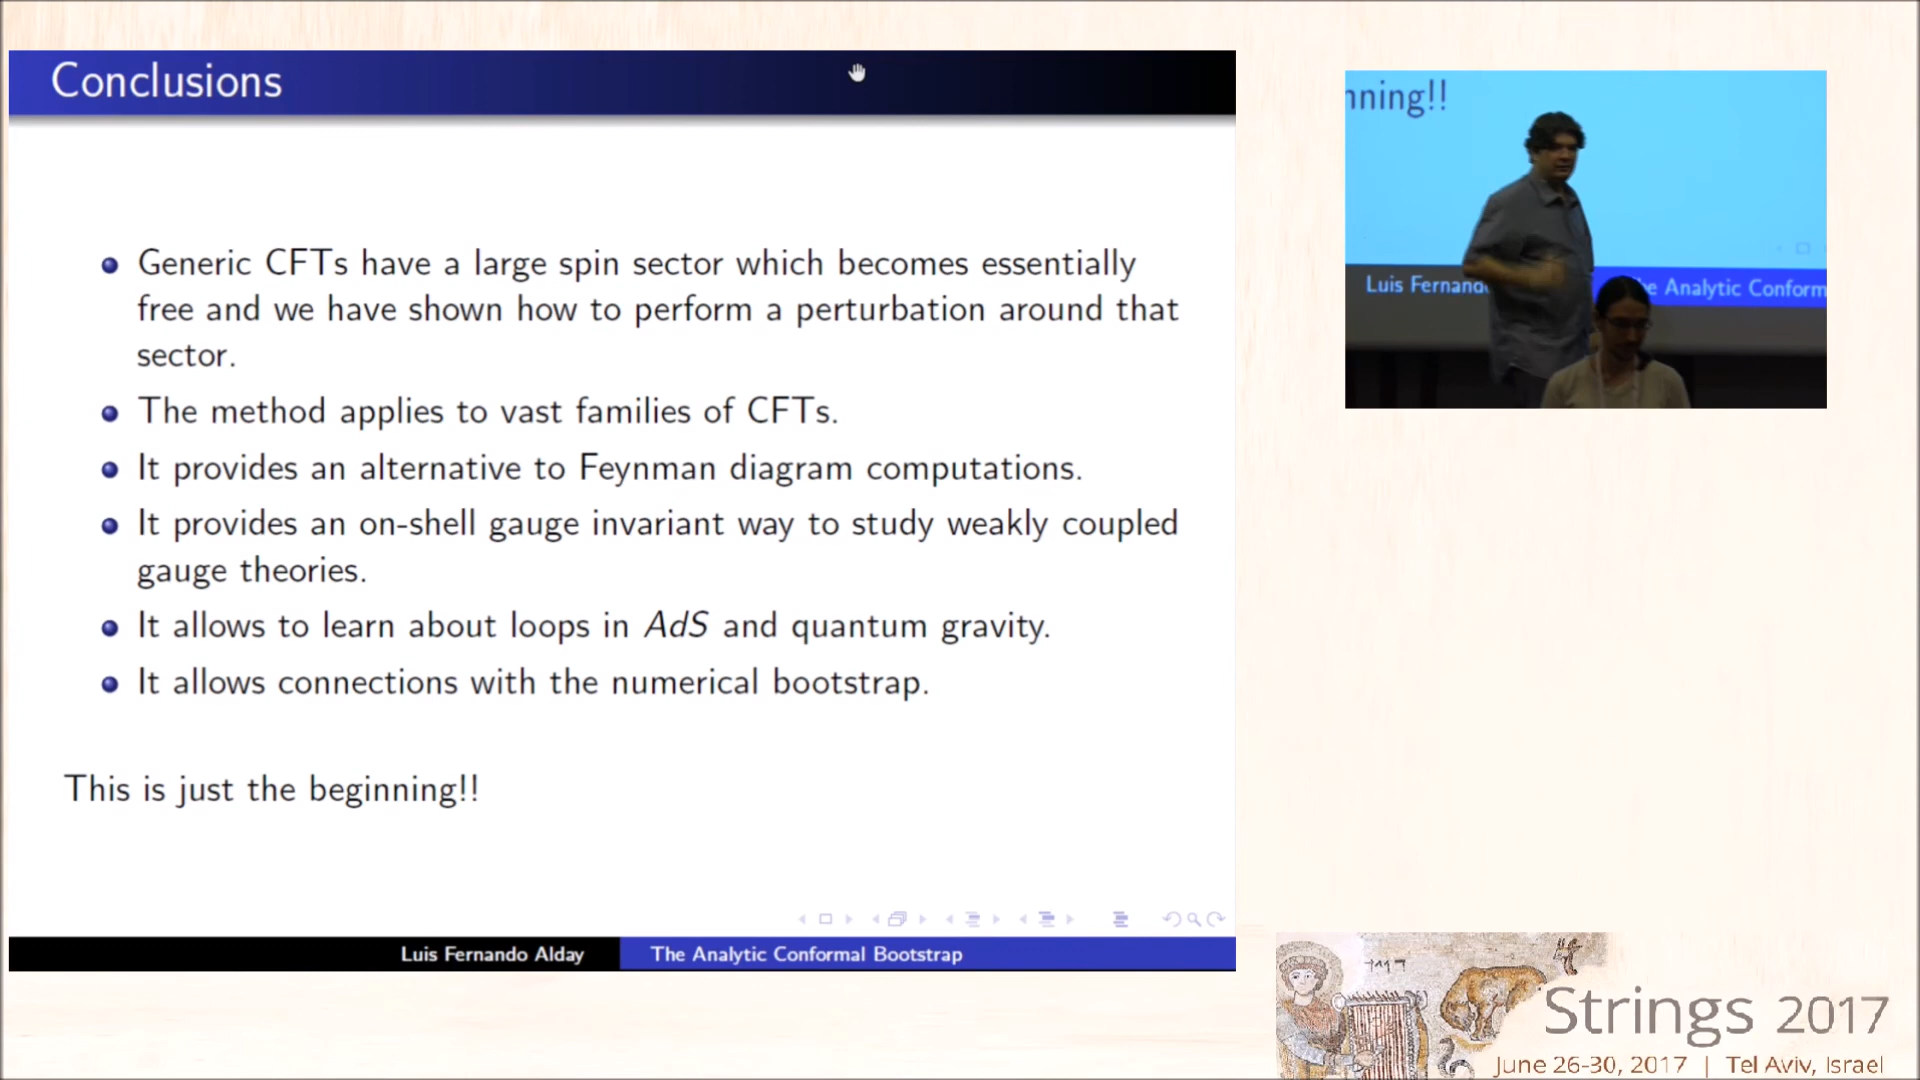 Conclusions
Generic CFTs have a large spin sector which becomes essentially
free and we have shown how to perform a perturbation around that
sector.
The method applies to vast families of CFTs.
It provides an alternative to Feynman diagram computations.
It provides an on-shell gauge invariant way to study weakly coupled
gauge theories.
It allows to learn about loops in AdS and quantum gravity.
It allows connections with the numerical bootstrap.
This is just the beginning!!
Luis Fernando Alday
The Analytic Conformal Bootstrap
nning!!
Luis Fernand
e Analytic Conform
Strings 2017
June 26-30, 2017 | Tel Aviv, Israel